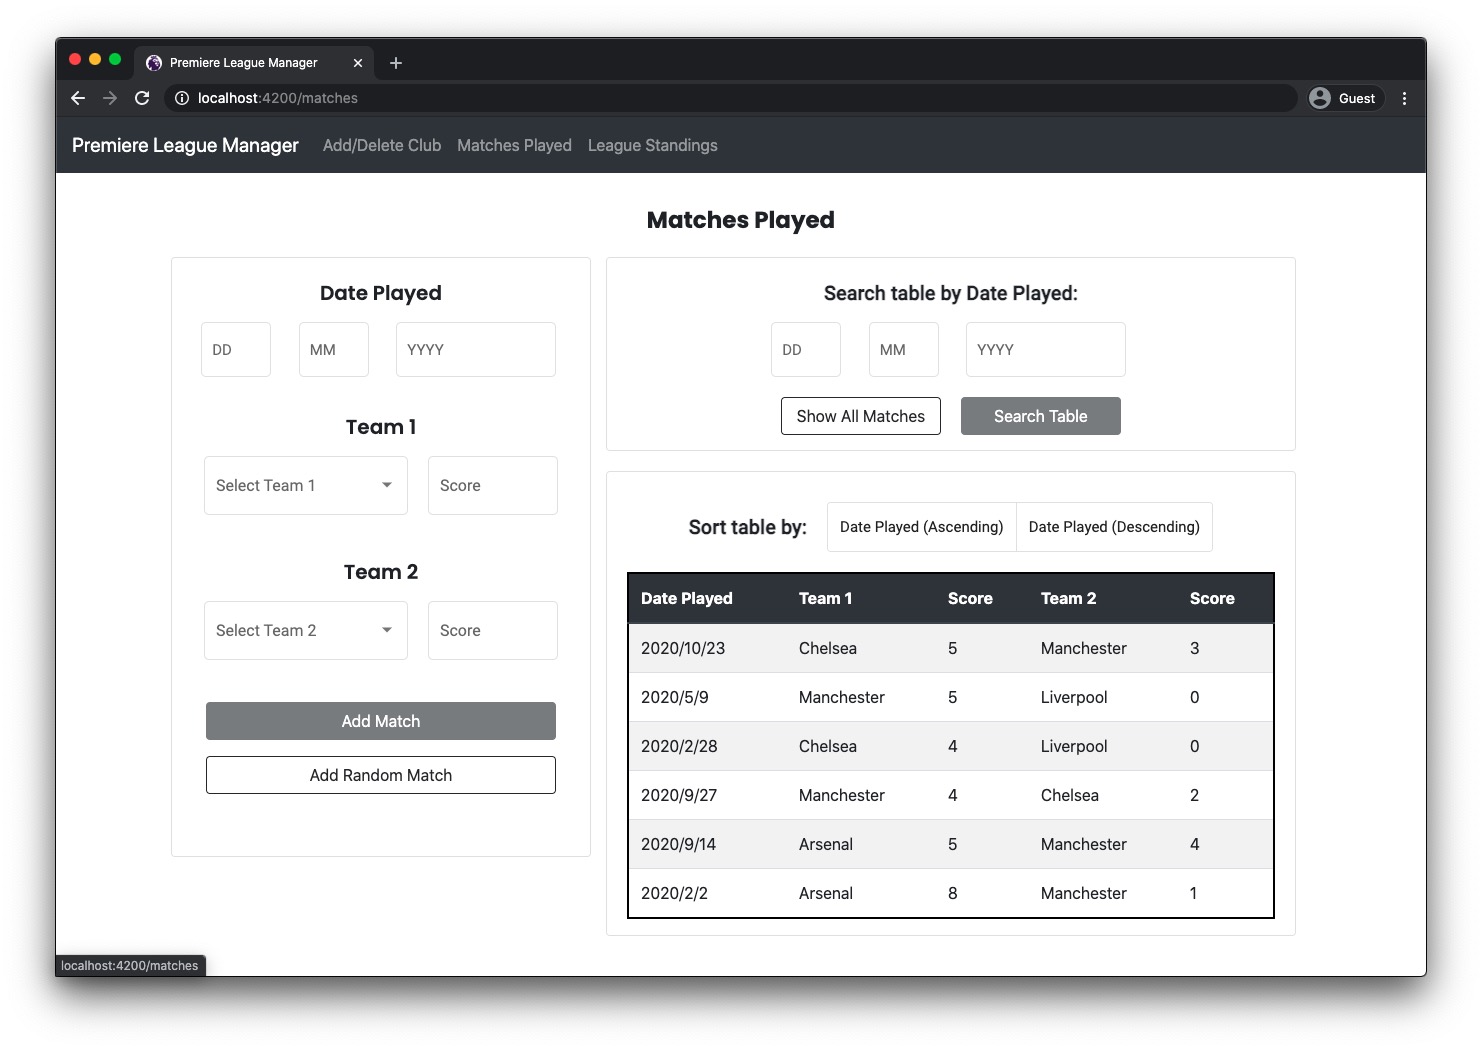 Premiere League Manager
localhost:4200/matches
Guest
Premiere League Manager Add/Delete Club Matches Played League Standings
Matches Played
Date Played
DD MM YYYY
Team 1
Select Team 1 Score
Team 2
Select Team 2 Score
Add Match
Add Random Match
Search table by Date Played:
DD MM YYYY
Show All Matches Search Table
Sort table by: Date Played (Ascending) Date Played (Descending)
Date Played Team 1 Score Team 2 Score
2020/10/23 Chelsea 5 Manchester 3
2020/5/9 Manchester 5 Liverpool 0
2020/2/28 Chelsea 4 Liverpool 0
2020/9/27 Manchester 4 Chelsea 2
2020/9/14 Arsenal 5 Manchester 4
2020/2/2 Arsenal 8 Manchester 1
localhost:4200/matches